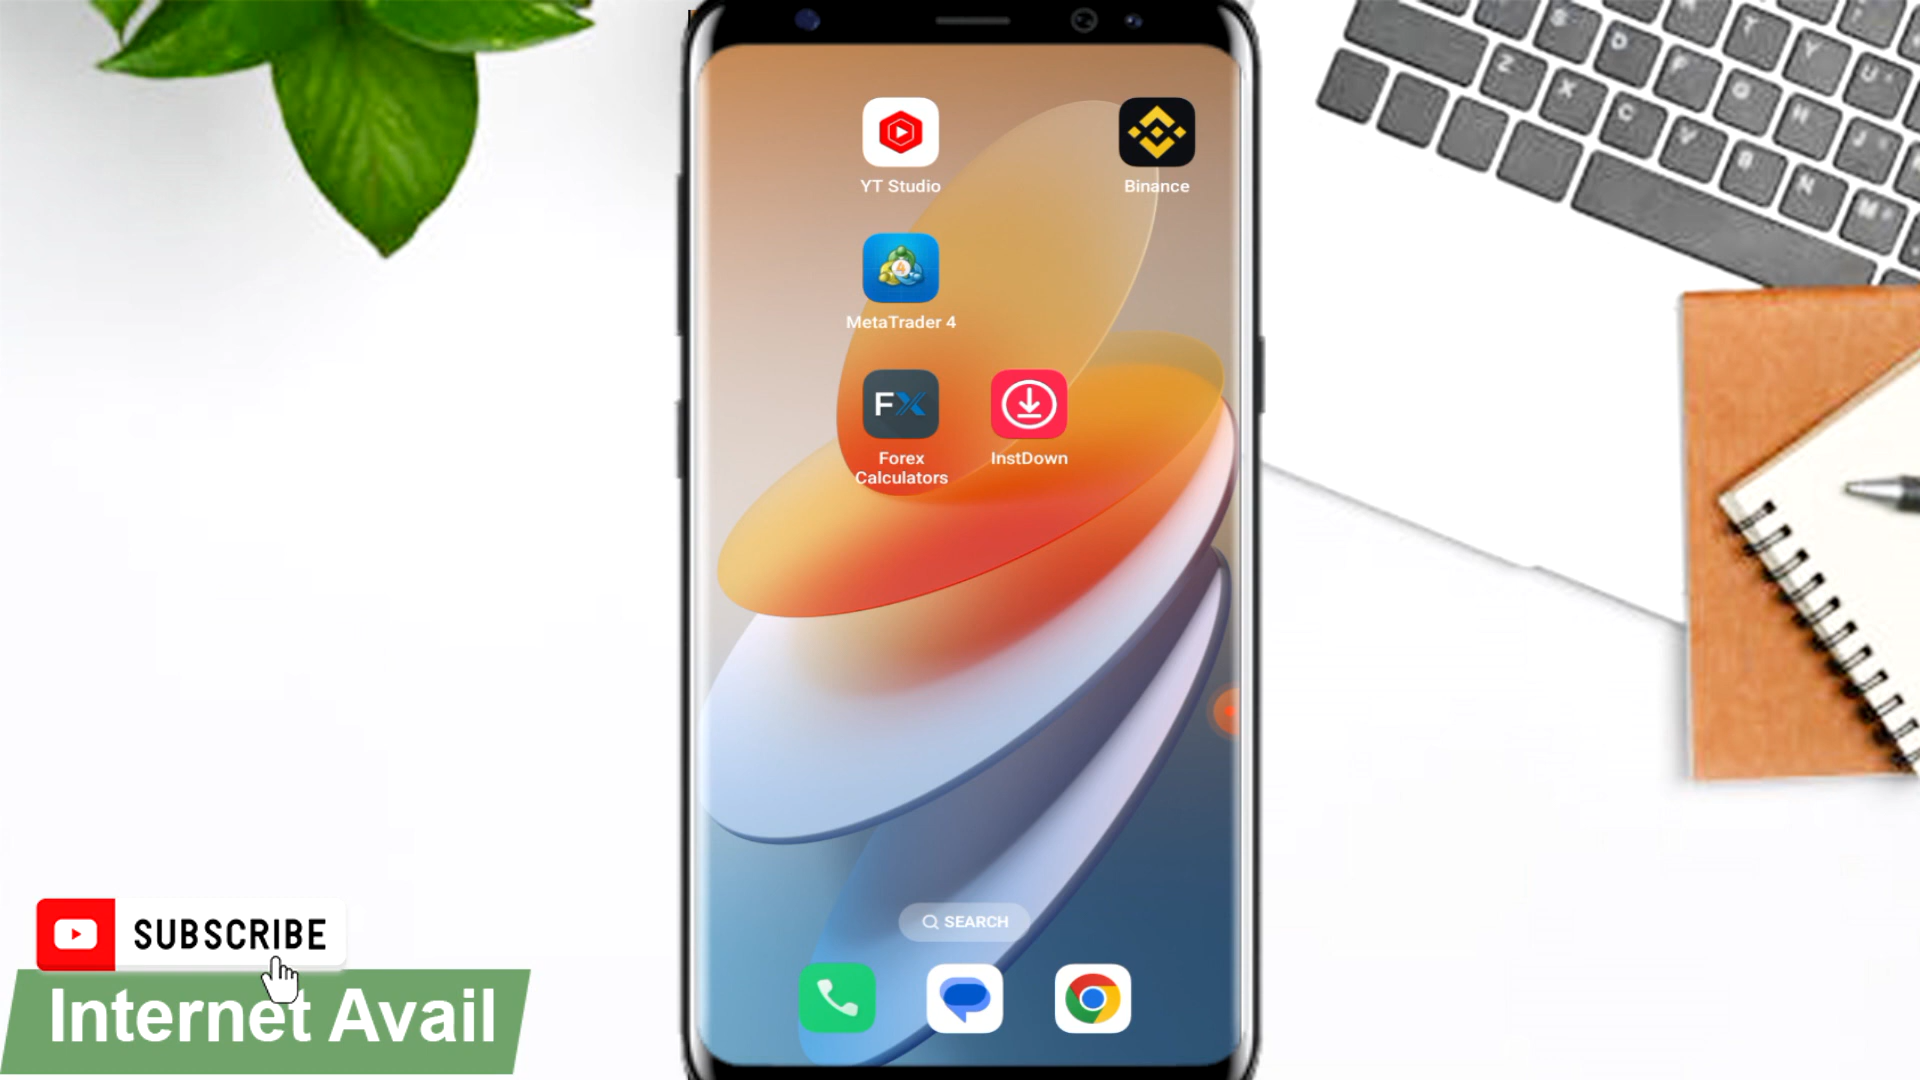 YT Studio
Binance
MetaTrader 4
FX
Forex
Calculators
InstDown
SEARCH
SUBSCRIBE
Internet Avail
S
D
F
T
Y
U
Z
X
C
V
B
N
M
G
H
J